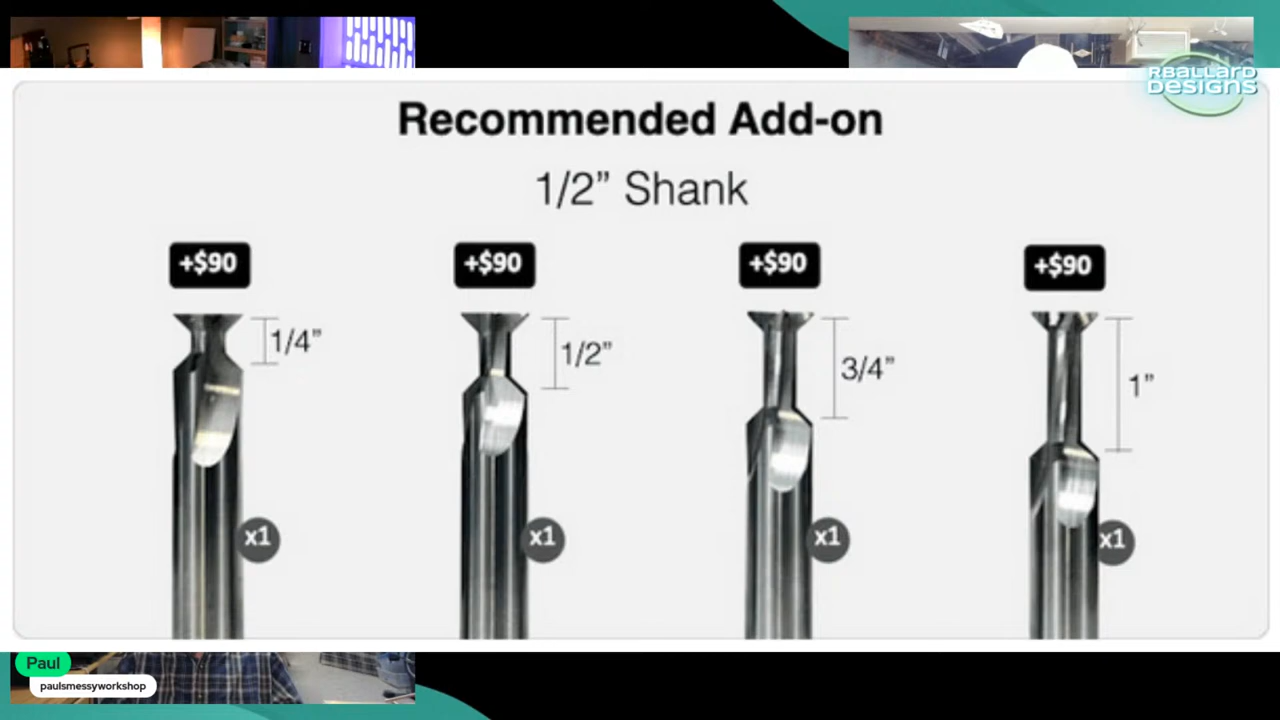 RBALLARD
DESIGNS
Recommended Add-on
1/2” Shank
+$90
+$90
+$90
+$90
1/4”
1/2”
3/4”
1”
x1
x1
x1
x1
Paul
paulsmessyworkshop